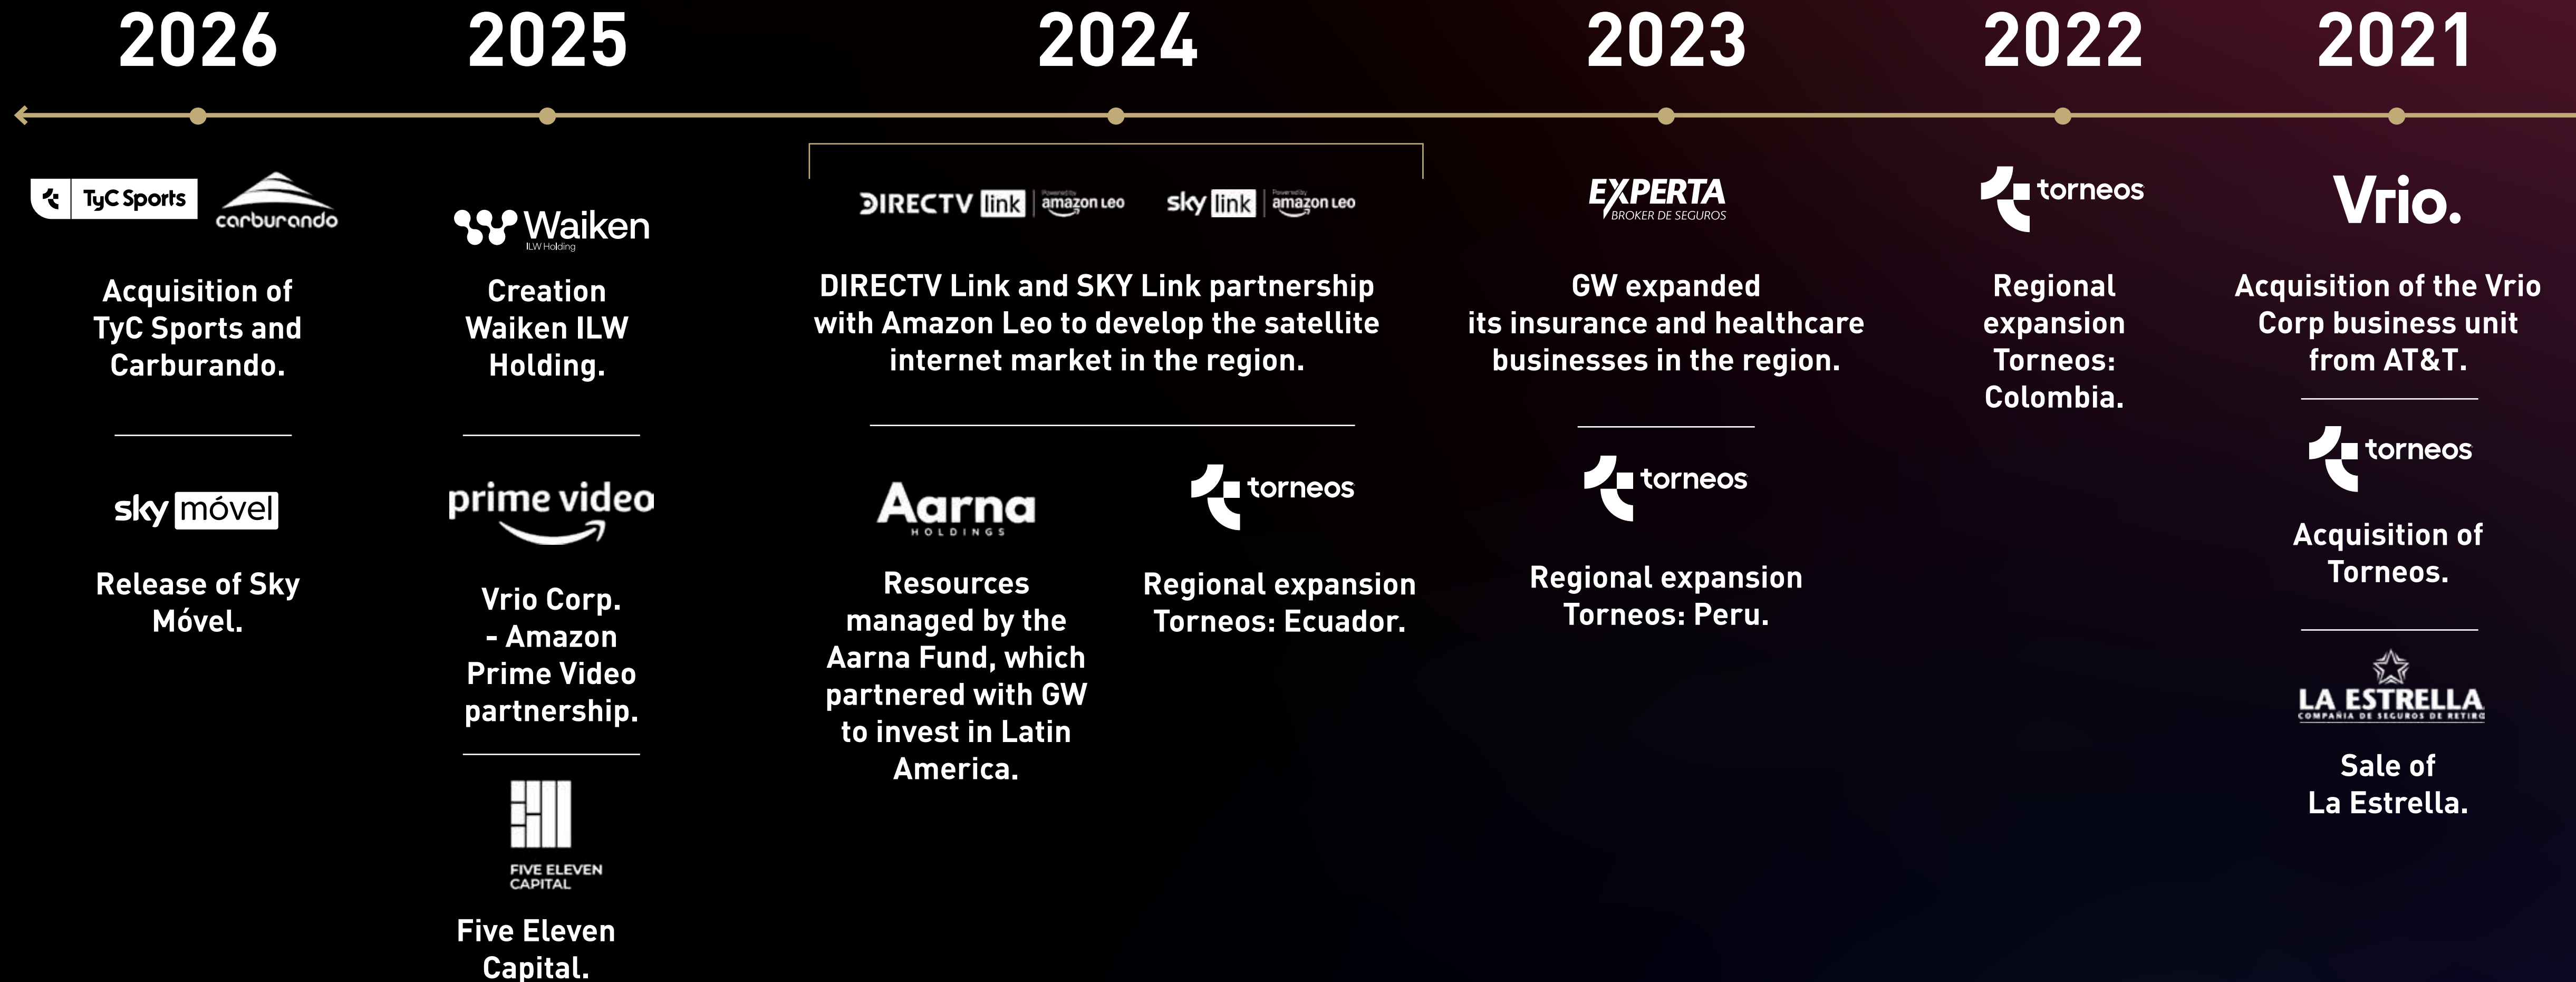 2026
2025
2024
2023
2022
2021
TyC Sports
carburando
Acquisition of
TyC Sports and
Carburando.
sky móvel
Release of Sky
Móvel.
Waiken
ILW Holding
Creation
Waiken ILW
Holding.
prime video
Vrio Corp.
- Amazon
Prime Video
partnership.
FIVE ELEVEN
CAPITAL
Five Eleven
Capital.
DIRECTV link
Powered by
amazon LEO
sky link
Powered by
amazon LEO
DIRECTV Link and SKY Link partnership
with Amazon Leo to develop the satellite
internet market in the region.
Aarna
HOLDINGS
Resources
managed by the
Aarna Fund, which
partnered with GW
to invest in Latin
America.
torneos
Regional expansion
Torneos: Ecuador.
EXPERTA
BROKER DE SEGUROS
GW expanded
its insurance and healthcare
businesses in the region.
torneos
Regional expansion
Torneos: Peru.
torneos
Regional
expansion
Torneos:
Colombia.
Vrio.
Acquisition of the Vrio
Corp business unit
from AT&T.
torneos
Acquisition of
Torneos.
LA ESTRELLA
COMPAÑIA DE SEGUROS DE RETIRO
Sale of
La Estrella.